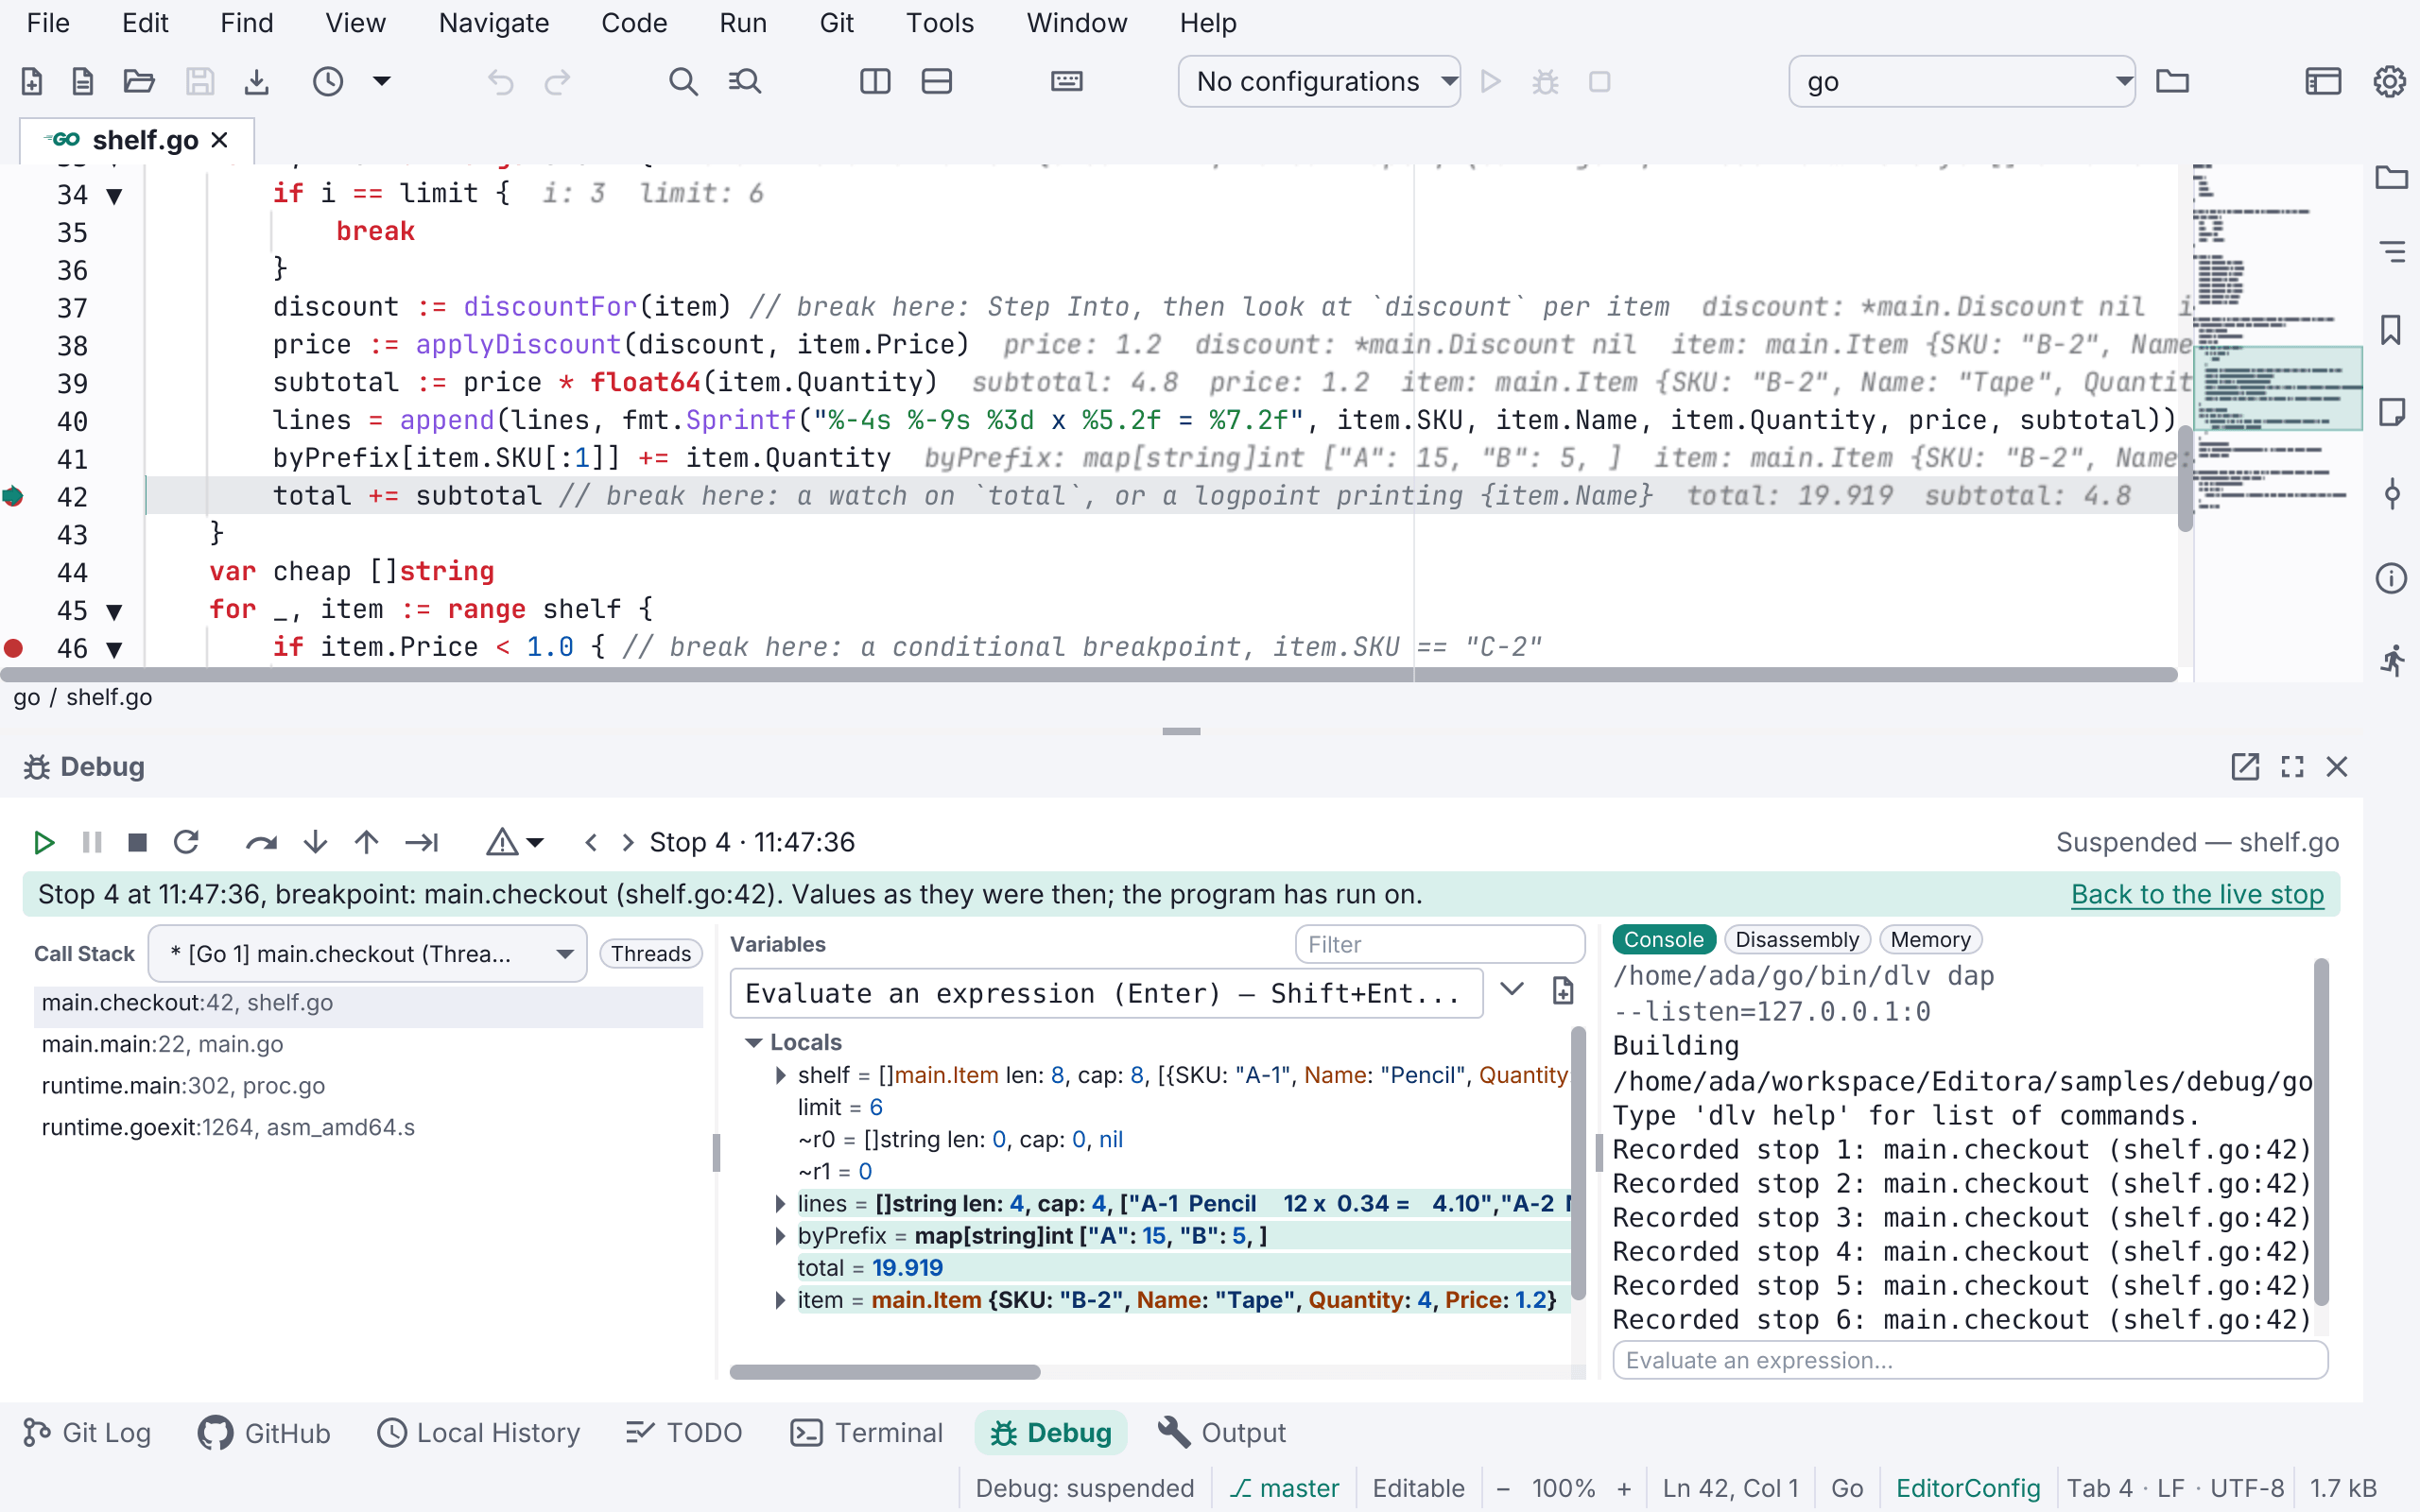 File Edit Find View Navigate Code Run Git Tools Window Help
No configurations go
GO shelf.go
34 if i == limit { i: 3 limit: 6
35 break
36 }
37 discount := discountFor(item) // break here: Step Into, then look at `discount` per item discount: *main.Discount nil i
38 price := applyDiscount(discount, item.Price) price: 1.2 discount: *main.Discount nil item: main.Item {SKU: "B-2", Name
39 subtotal := price * float64(item.Quantity) subtotal: 4.8 price: 1.2 item: main.Item {SKU: "B-2", Name: "Tape", Quantit
40 lines = append(lines, fmt.Sprintf("%-4s %-9s %3d x %5.2f = %7.2f", item.SKU, item.Name, item.Quantity, price, subtotal))
41 byPrefix[item.SKU[:1]] += item.Quantity byPrefix: map[string]int ["A": 15, "B": 5, ] item: main.Item {SKU: "B-2", Name:
42 total += subtotal // break here: a watch on `total`, or a logpoint printing {item.Name} total: 19.919 subtotal: 4.8
43 }
44 var cheap []string
45 for _, item := range shelf {
46 if item.Price < 1.0 { // break here: a conditional breakpoint, item.SKU == "C-2"
go / shelf.go
Debug
Stop 4 · 11:47:36 Suspended — shelf.go
Stop 4 at 11:47:36, breakpoint: main.checkout (shelf.go:42). Values as they were then; the program has run on. Back to the live stop
Call Stack * [Go 1] main.checkout (Threa... Threads
main.checkout:42, shelf.go
main.main:22, main.go
runtime.main:302, proc.go
runtime.goexit:1264, asm_amd64.s
Variables Filter
Evaluate an expression (Enter) – Shift+Ent...
Locals
shelf = []main.Item len: 8, cap: 8, [{SKU: "A-1", Name: "Pencil", Quantity:
limit = 6
~r0 = []string len: 0, cap: 0, nil
~r1 = 0
lines = []string len: 4, cap: 4, ["A-1 Pencil 12 x 0.34 = 4.10","A-2
byPrefix = map[string]int ["A": 15, "B": 5, ]
total = 19.919
item = main.Item {SKU: "B-2", Name: "Tape", Quantity: 4, Price: 1.2}
Console Disassembly Memory
/home/ada/go/bin/dlv dap
--listen=127.0.0.1:0
Building
/home/ada/workspace/Editora/samples/debug/go
Type 'dlv help' for list of commands.
Recorded stop 1: main.checkout (shelf.go:42)
Recorded stop 2: main.checkout (shelf.go:42)
Recorded stop 3: main.checkout (shelf.go:42)
Recorded stop 4: main.checkout (shelf.go:42)
Recorded stop 5: main.checkout (shelf.go:42)
Recorded stop 6: main.checkout (shelf.go:42)
Evaluate an expression...
Git Log GitHub Local History TODO Terminal Debug Output
Debug: suspended master Editable − 100% + Ln 42, Col 1 Go EditorConfig Tab 4 · LF · UTF-8 1.7 kB